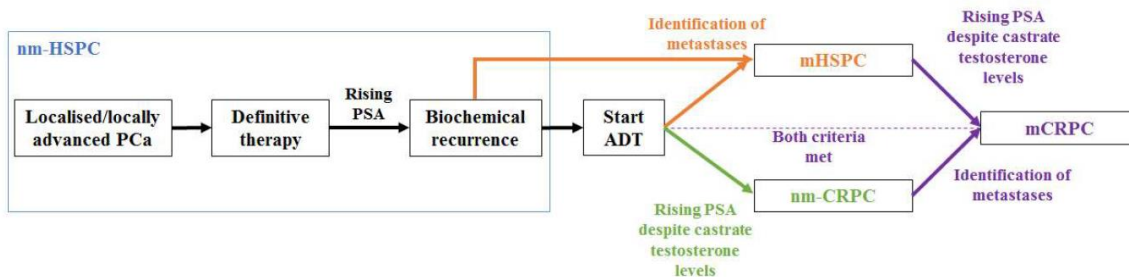 nm-HSPC
Localised/locally
advanced PCa
Definitive
therapy
Rising
PSA
Biochemical
recurrence
Start
ADT
Identification of
metastases
mHSPC
Rising PSA
despite castrate
testosterone
levels
Both criteria
met
mCRPC
nm-CRPC
Rising PSA
despite castrate
testosterone
levels
Identification of
metastases